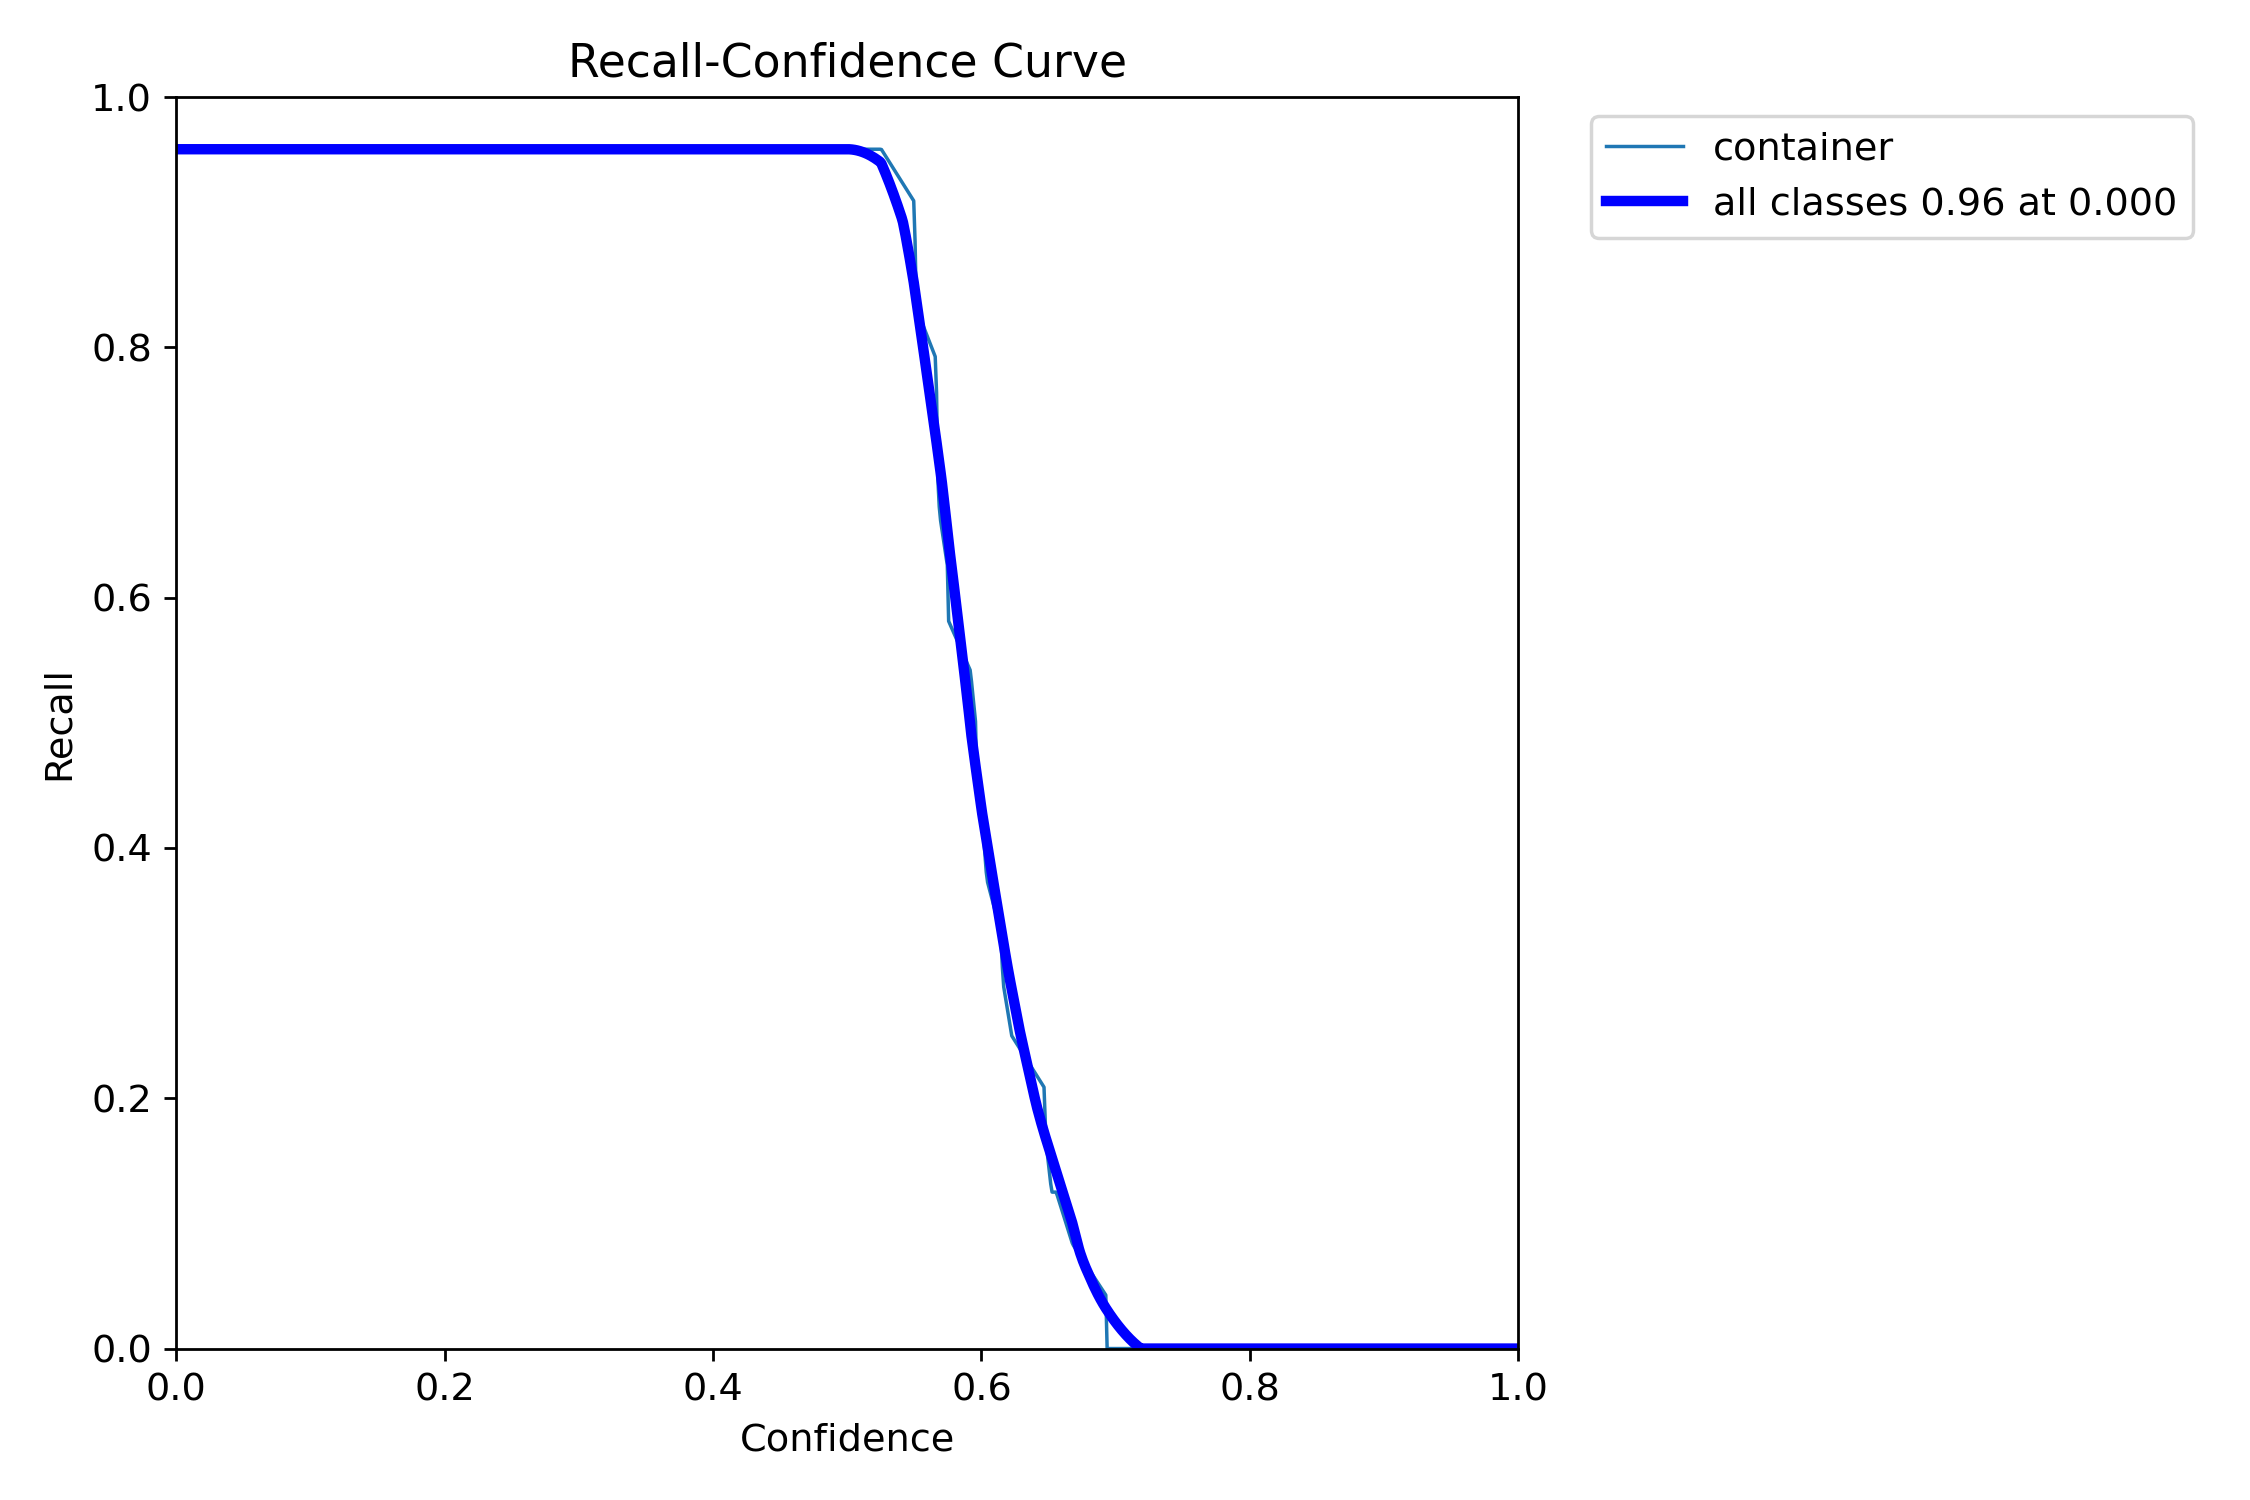 Recall-Confidence Curve
1.0
0.8
0.6
0.4
0.2
0.0
Recall
0.0 0.2 0.4 0.6 0.8 1.0
Confidence
container
all classes 0.96 at 0.000